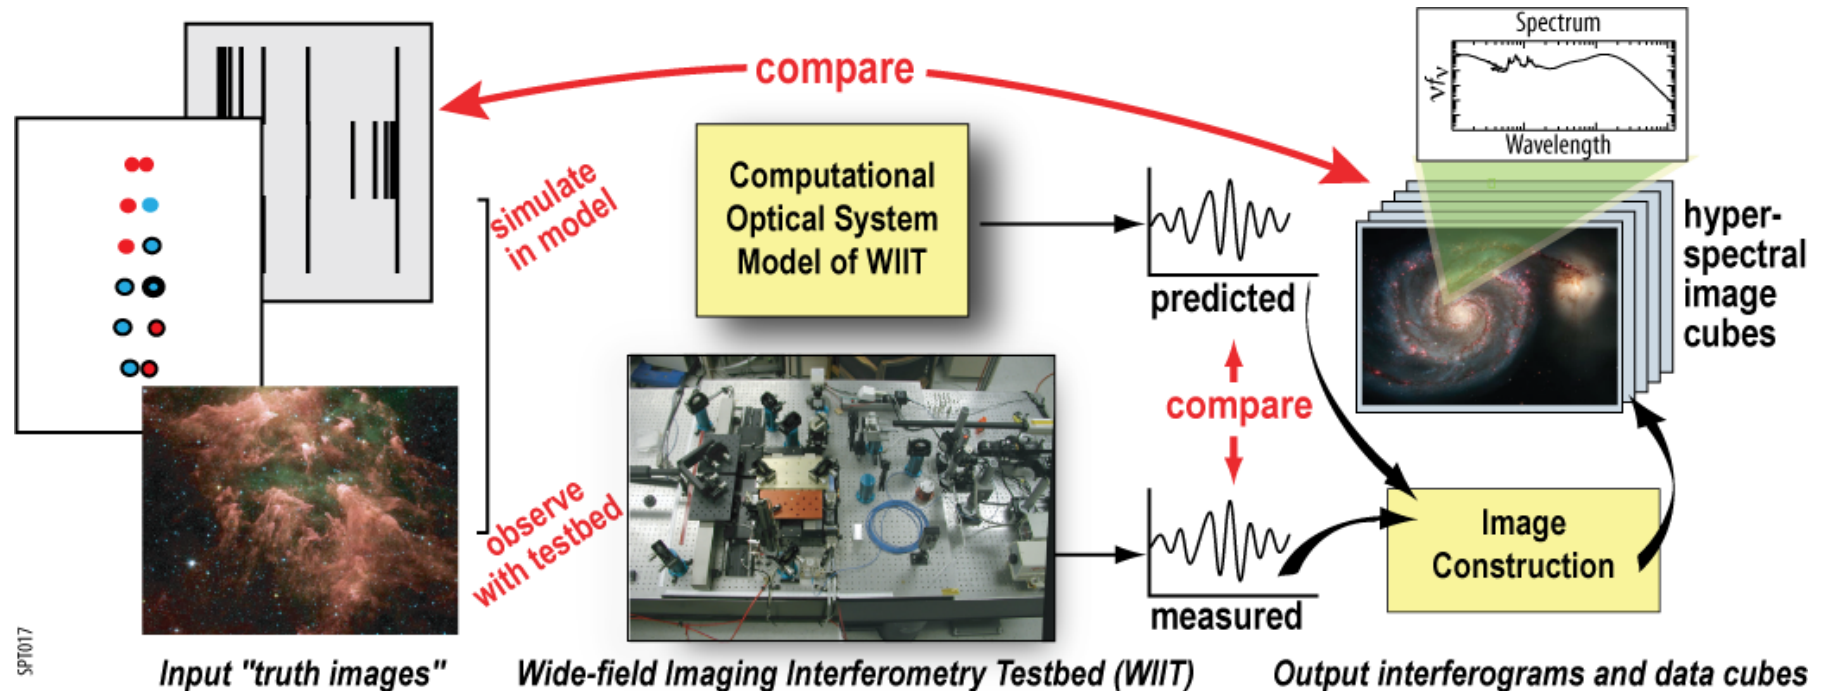 compare
Spectrum
νfν
Wavelength
simulate
in model
Computational
Optical System
Model of WIIT
predicted
hyper-
spectral
image
cubes
compare
observe
with testbed
measured
Image
Construction
SPT017
Input "truth images"
Wide-field Imaging Interferometry Testbed (WIIT)
Output interferograms and data cubes